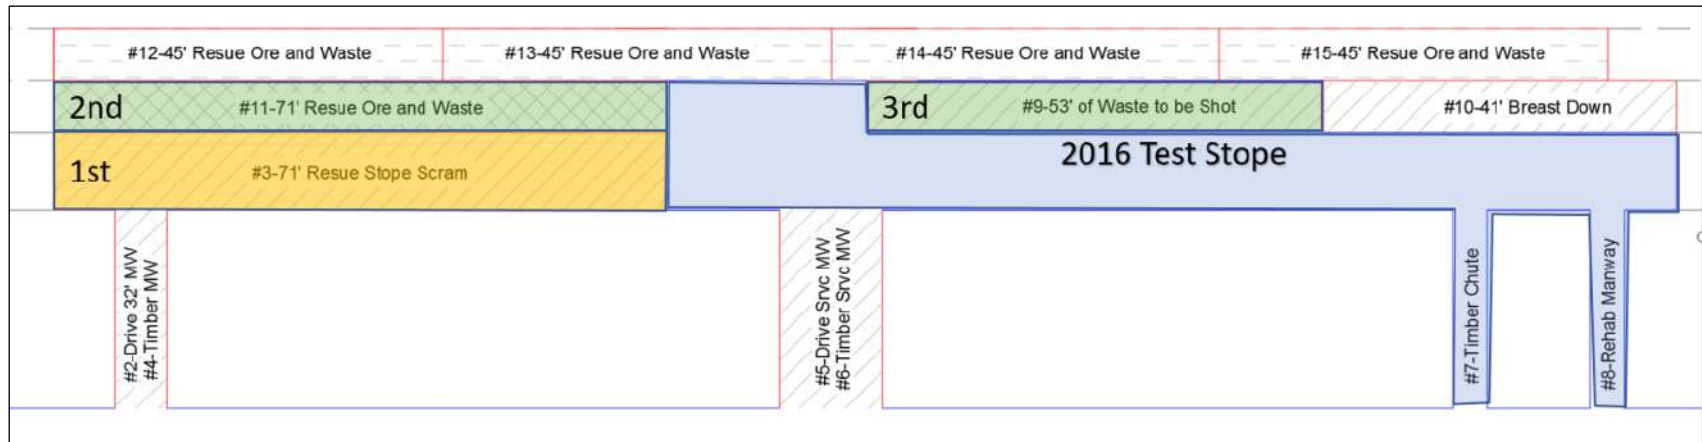 #12-45' Resue Ore and Waste
#13-45' Resue Ore and Waste
#14-45' Resue Ore and Waste
#15-45' Resue Ore and Waste
2nd
#11-71' Resue Ore and Waste
3rd
#9-53' of Waste to be Shot
#10-41' Breast Down
1st
#3-71' Resue Stope Scram
2016 Test Stope
#2-Drive 32' MW
#4-Timber MW
#5-Drive Srvc MW
#6-Timber Srvc MW
#7-Timber Chute
#8-Rehab Manway